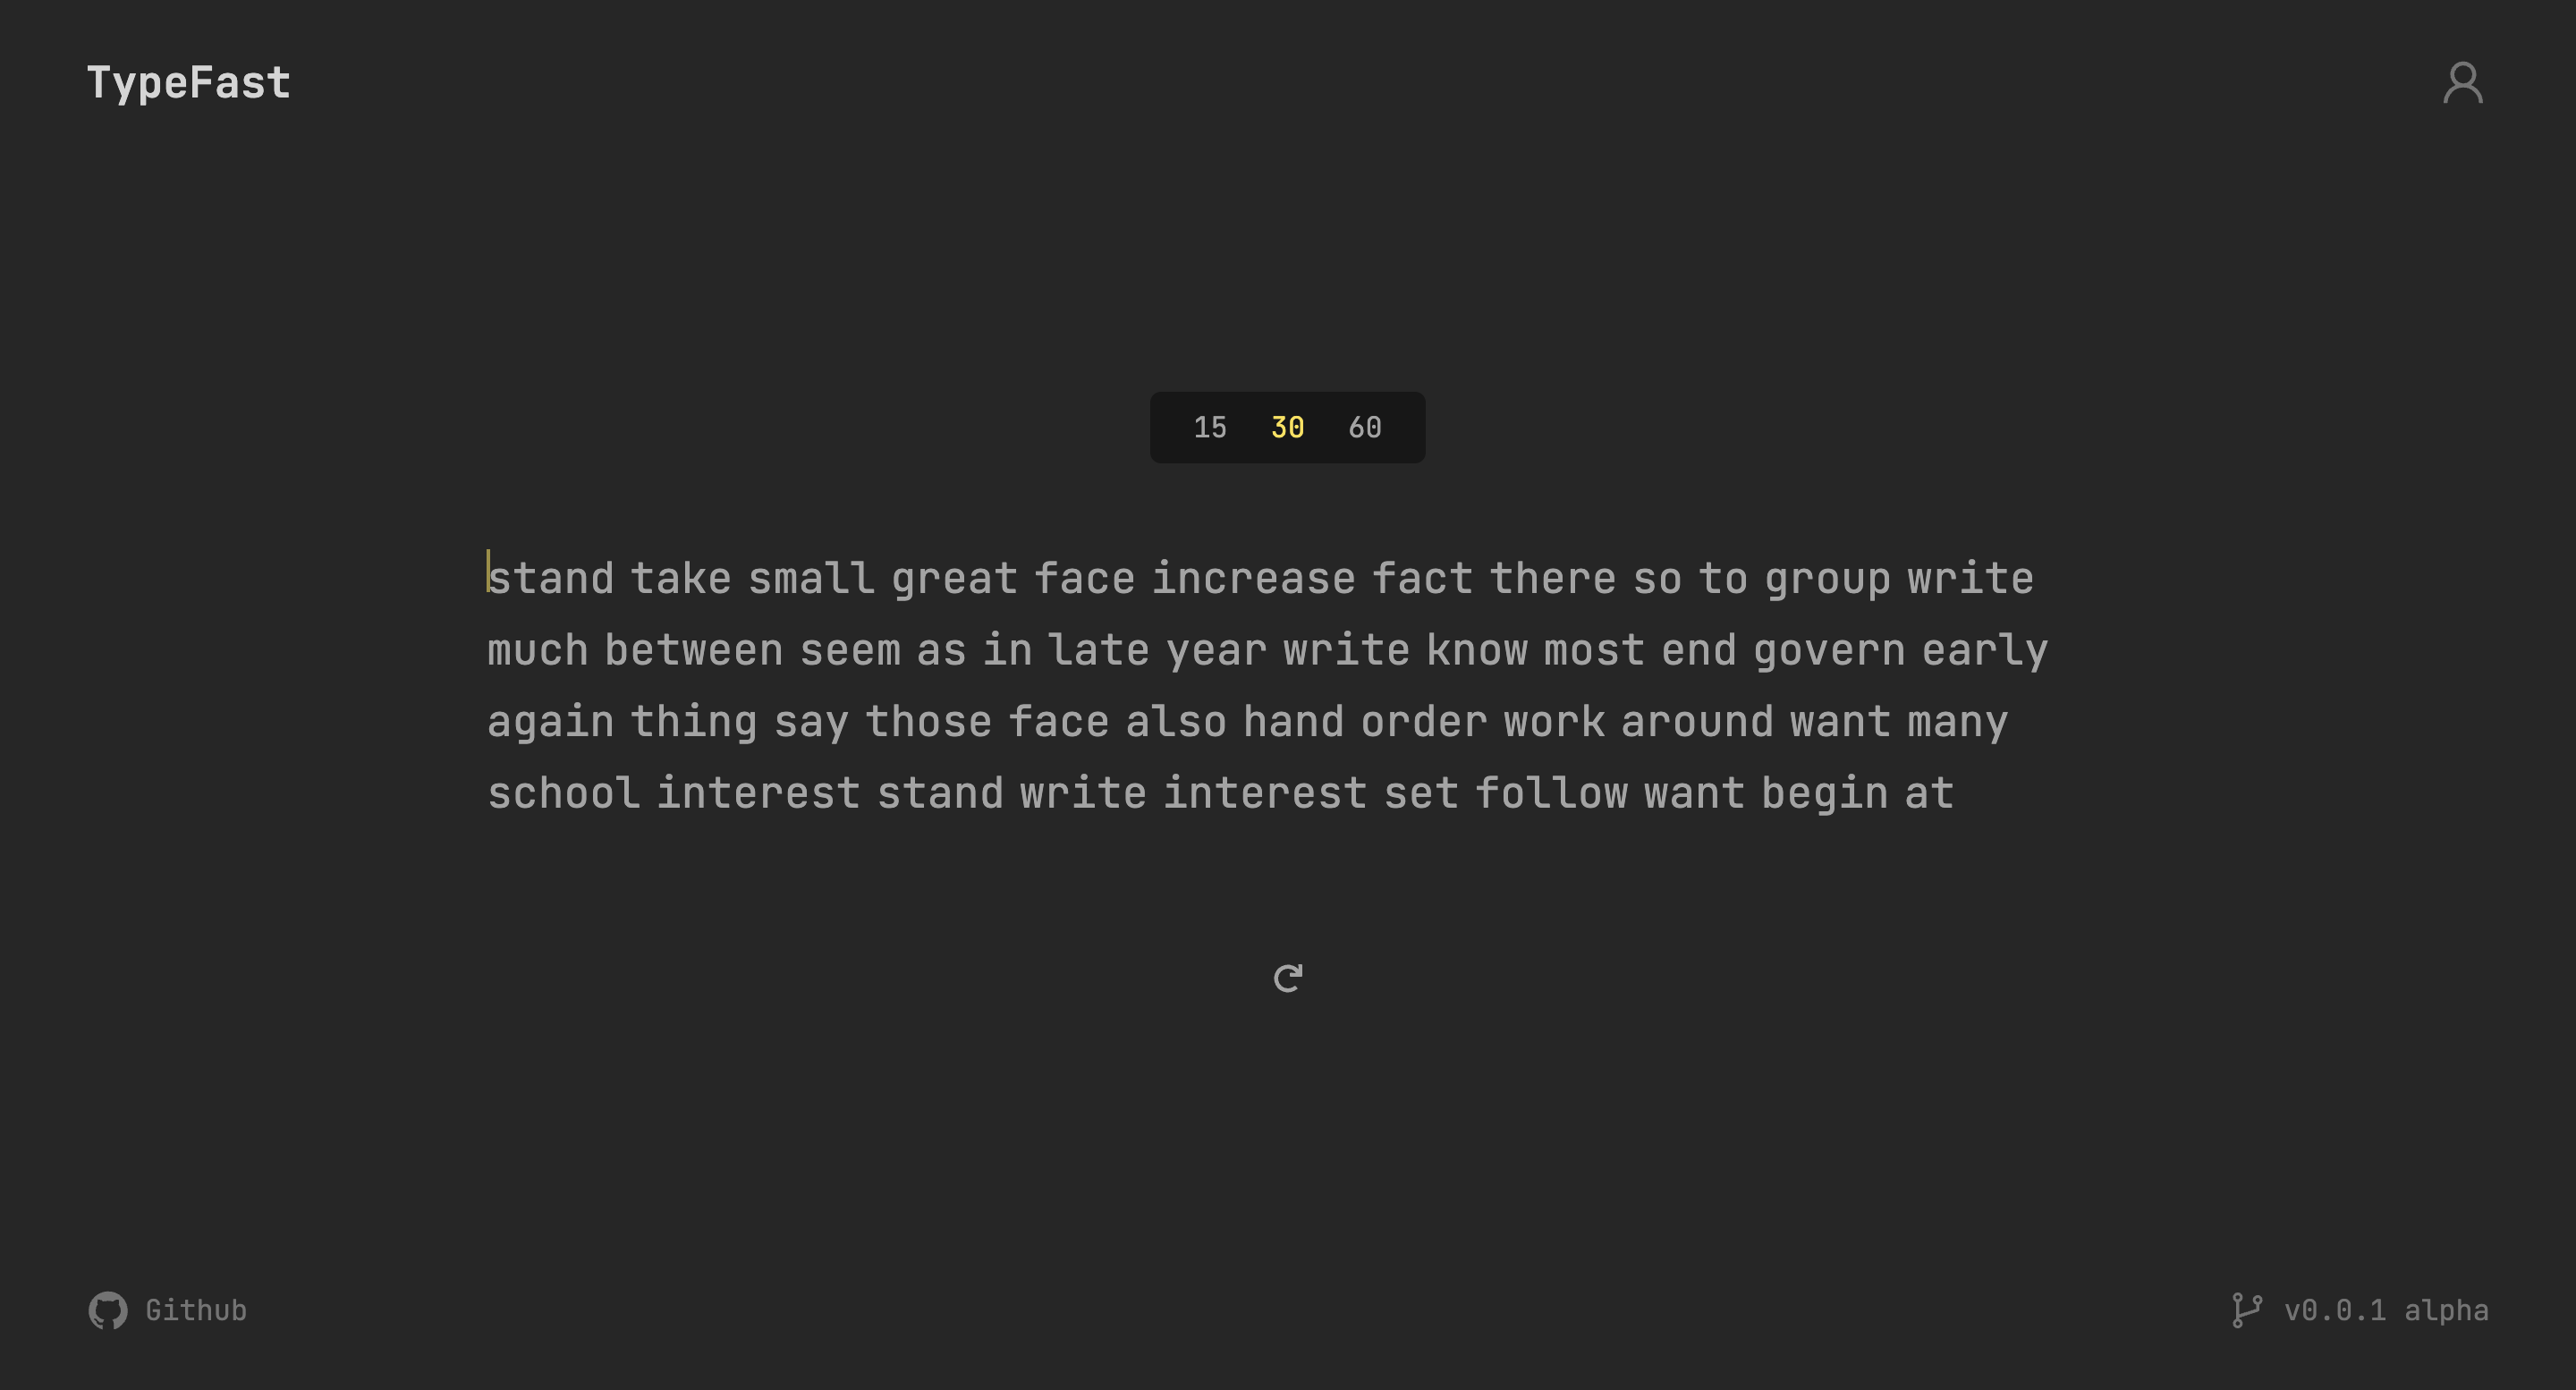 TypeFast
15 30 60
stand take small great face increase fact there so to group write
much between seem as in late year write know most end govern early
again thing say those face also hand order work around want many
school interest stand write interest set follow want begin at
Github
v0.0.1 alpha